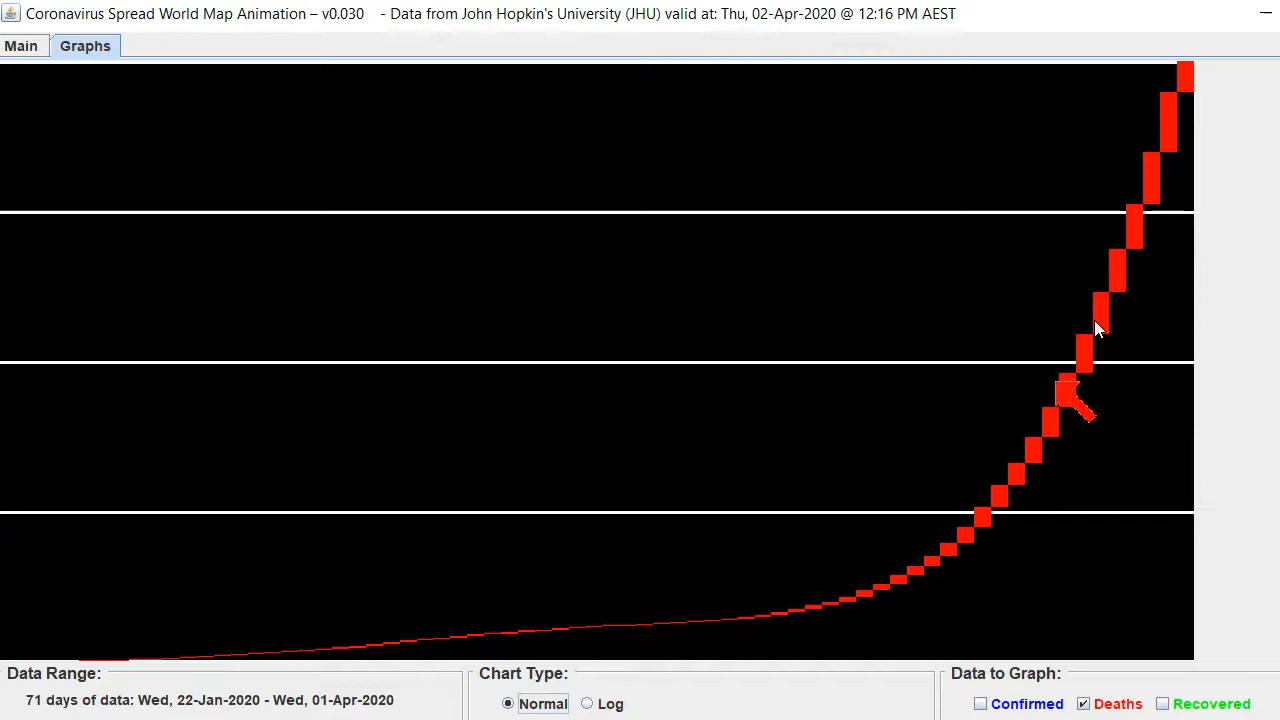 Coronavirus Spread World Map Animation – v0.030 - Data from John Hopkin's University (JHU) valid at: Thu, 02-Apr-2020 @ 12:16 PM AEST
Main Graphs
Data Range: Chart Type: Data to Graph:
71 days of data: Wed, 22-Jan-2020 - Wed, 01-Apr-2020 Normal Log Confirmed Deaths Recovered